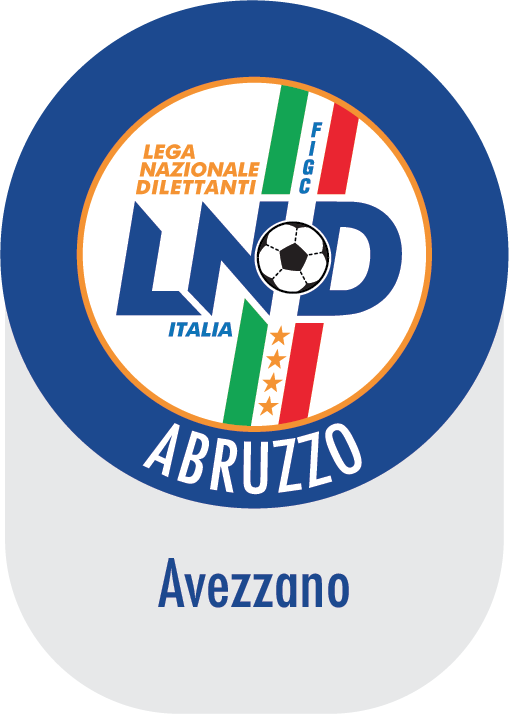 LEGA
NAZIONALE
DILETTANTI
FIGC
LND
ITALIA
ABRUZZO
Avezzano